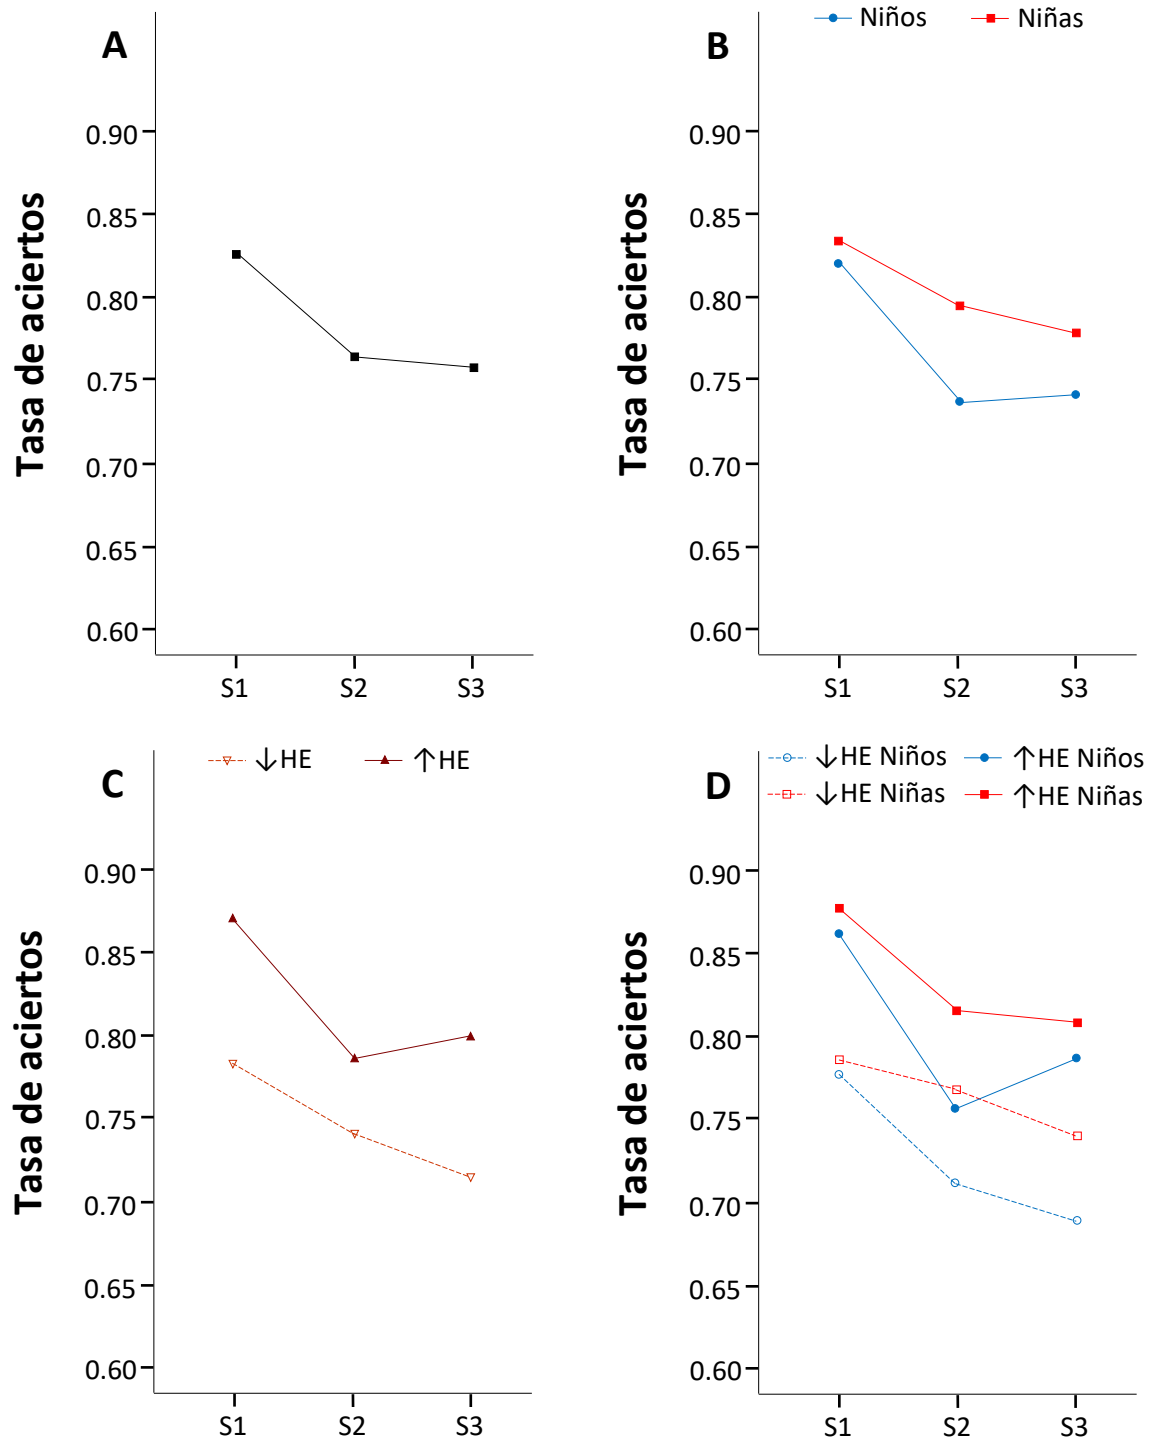 A
Tasa de aciertos
0.90
0.85
0.80
0.75
0.70
0.65
0.60
S1 S2 S3
B
Niños Niñas
Tasa de aciertos
0.90
0.85
0.80
0.75
0.70
0.65
0.60
S1 S2 S3
C
↓HE ↑HE
Tasa de aciertos
0.90
0.85
0.80
0.75
0.70
0.65
0.60
S1 S2 S3
D
↓HE Niños ↑HE Niños
↓HE Niñas ↑HE Niñas
Tasa de aciertos
0.90
0.85
0.80
0.75
0.70
0.65
0.60
S1 S2 S3